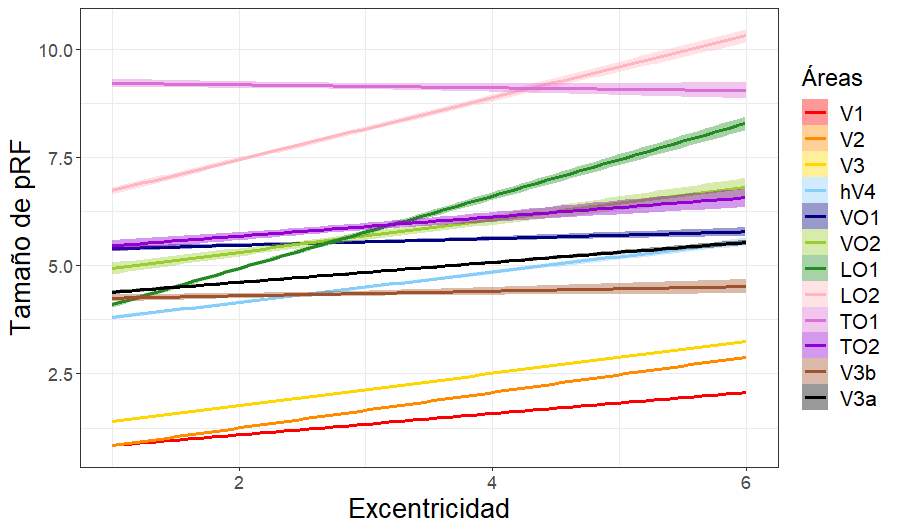 Tamaño de pRF
10.0
7.5
5.0
2.5
2
4
6
Excentricidad
Áreas
V1
V2
V3
hV4
VO1
VO2
LO1
LO2
TO1
TO2
V3b
V3a